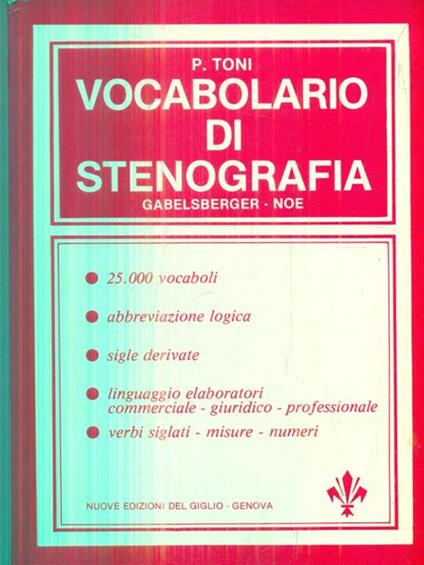 P. TONI
VOCABOLARIO
DI
STENOGRAFIA
GABELSBERGER - NOE
25.000 vocaboli
abbreviazione logica
sigle derivate
linguaggio elaboratori
commerciale - giuridico - professionale
verbi siglati - misure - numeri
NUOVE EDIZIONI DEL GIGLIO - GENOVA